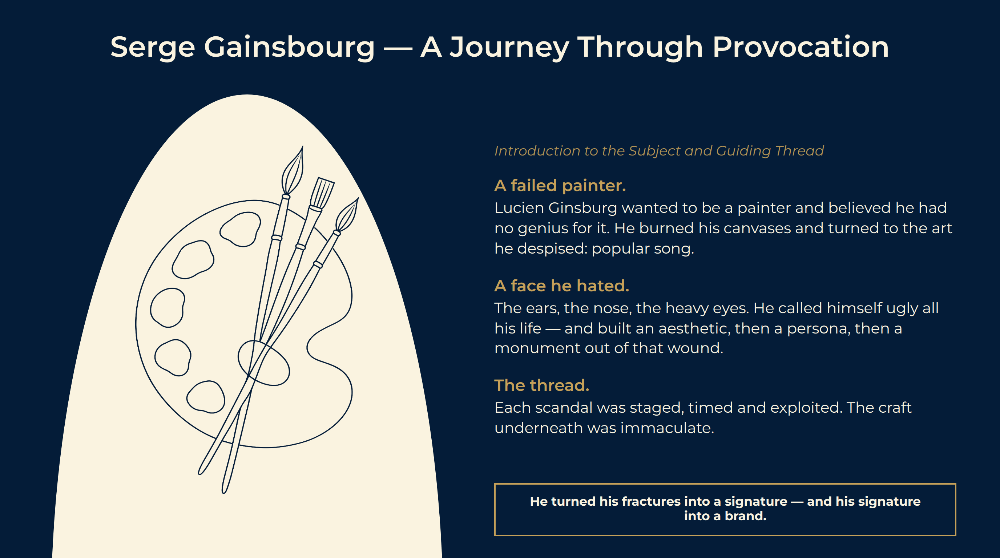 Serge Gainsbourg — A Journey Through Provocation
Introduction to the Subject and Guiding Thread
A failed painter.
Lucien Ginsburg wanted to be a painter and believed he had
no genius for it. He burned his canvases and turned to the art
he despised: popular song.
A face he hated.
The ears, the nose, the heavy eyes. He called himself ugly all
his life — and built an aesthetic, then a persona, then a
monument out of that wound.
The thread.
Each scandal was staged, timed and exploited. The craft
underneath was immaculate.
He turned his fractures into a signature — and his signature
into a brand.